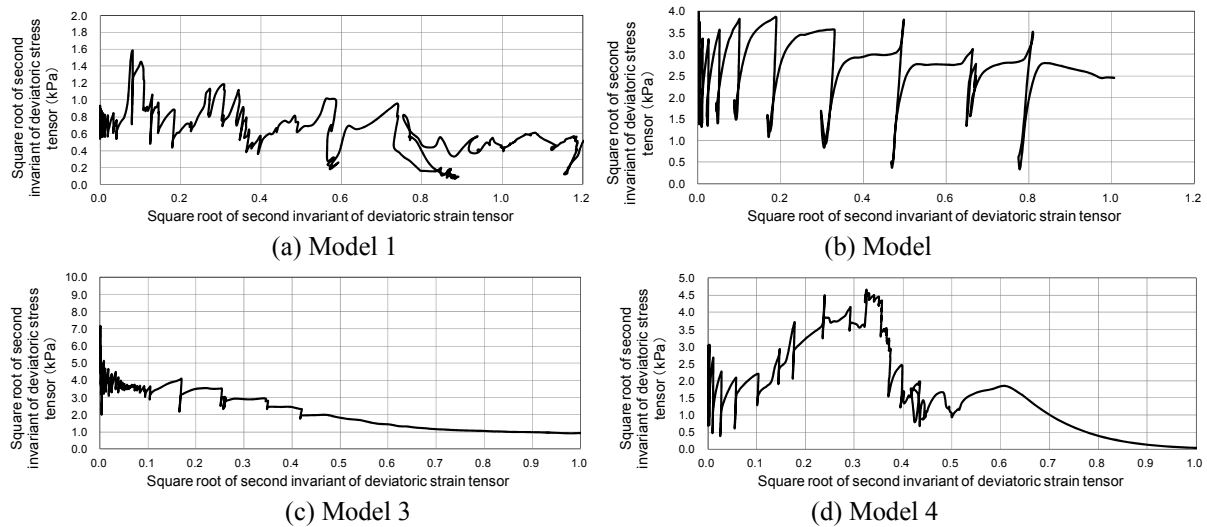 Square root of second
invariant of deviatoric stress
tensor (kPa)
2.0
1.8
1.6
1.4
1.2
1.0
0.8
0.6
0.4
0.2
0.0
0.0 0.2 0.4 0.6 0.8 1.0 1.2
Square root of second invariant of deviatoric strain tensor
(a) Model 1
Square root of second
invariant of deviatoric stress
tensor (kPa)
4.0
3.5
3.0
2.5
2.0
1.5
1.0
0.5
0.0
0.0 0.2 0.4 0.6 0.8 1.0 1.2
Square root of second invariant of deviatoric strain tensor
(b) Model
Square root of second
invariant of deviatoric stress
tensor (kPa)
10.0
9.0
8.0
7.0
6.0
5.0
4.0
3.0
2.0
1.0
0.0
0.0 0.1 0.2 0.3 0.4 0.5 0.6 0.7 0.8 0.9 1.0
Square root of second invariant of deviatoric strain tensor
(c) Model 3
Square root of second
invariant of deviatoric stress
tensor (kPa)
5.0
4.5
4.0
3.5
3.0
2.5
2.0
1.5
1.0
0.5
0.0
0.0 0.1 0.2 0.3 0.4 0.5 0.6 0.7 0.8 0.9 1.0
Square root of second invariant of deviatoric strain tensor
(d) Model 4